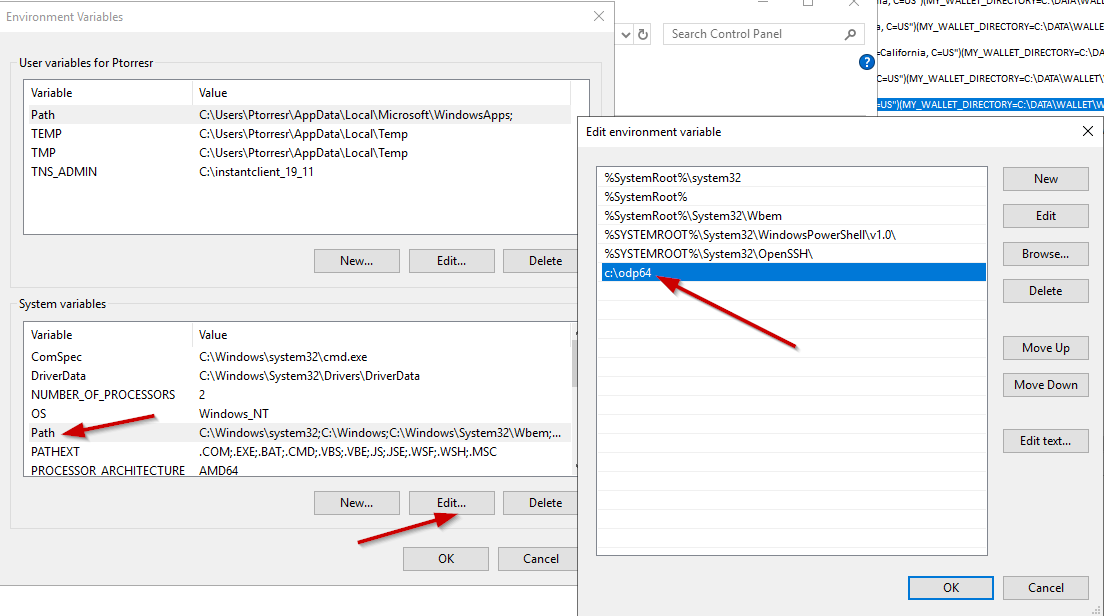 Environment Variables
User variables for Ptorresr
Variable Value
Path C:\Users\Ptorresr\AppData\Local\Microsoft\WindowsApps;
TEMP C:\Users\Ptorresr\AppData\Local\Temp
TMP C:\Users\Ptorresr\AppData\Local\Temp
TNS_ADMIN C:\instantclient_19_11
New... Edit... Delete
System variables
Variable Value
ComSpec C:\Windows\system32\cmd.exe
DriverData C:\Windows\System32\Drivers\DriverData
NUMBER_OF_PROCESSORS 2
OS Windows_NT
Path C:\Windows\system32;C:\Windows;C:\Windows\System32\Wbem;...
PATHEXT .COM;.EXE;.BAT;.CMD;.VBS;.VBE;.JS;.JSE;.WSF;.WSH;.MSC
PROCESSOR_ARCHITECTURE AMD64
New... Edit... Delete
OK Cancel
Search Control Panel
?
C=US")(MY_WALLET_DIRECTORY=C:\DATA\WALLET\W
, C=US")(MY_WALLET_DIRECTORY=C:\DATA\WALL
=California, C=US")(MY_WALLET_DIRECTORY=C:\D
C=US")(MY_WALLET_DIRECTORY=C:\DATA\WALLET\
=US")(MY_WALLET_DIRECTORY=C:\DATA\WALLET\W
Edit environment variable
%SystemRoot%\system32
%SystemRoot%
%SystemRoot%\System32\Wbem
%SYSTEMROOT%\System32\WindowsPowerShell\v1.0\
%SYSTEMROOT%\System32\OpenSSH\
c:\odp64
New
Edit
Browse...
Delete
Move Up
Move Down
Edit text...
OK Cancel